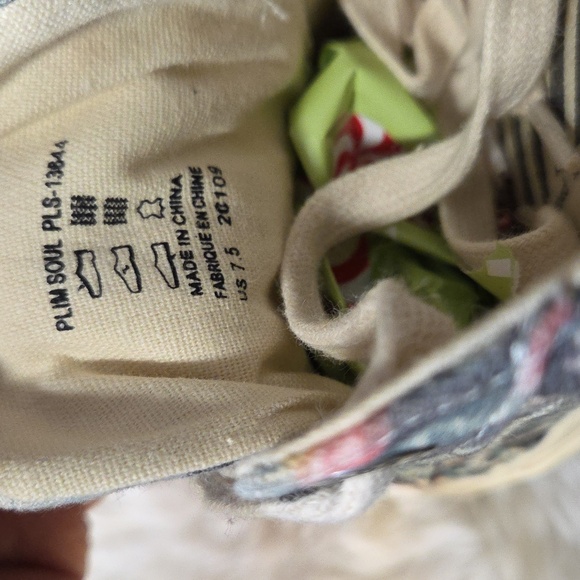 PLIM SOUL PLS-13844
MADE IN CHINA
FABRIQUE EN CHINE
US 7.5 26109